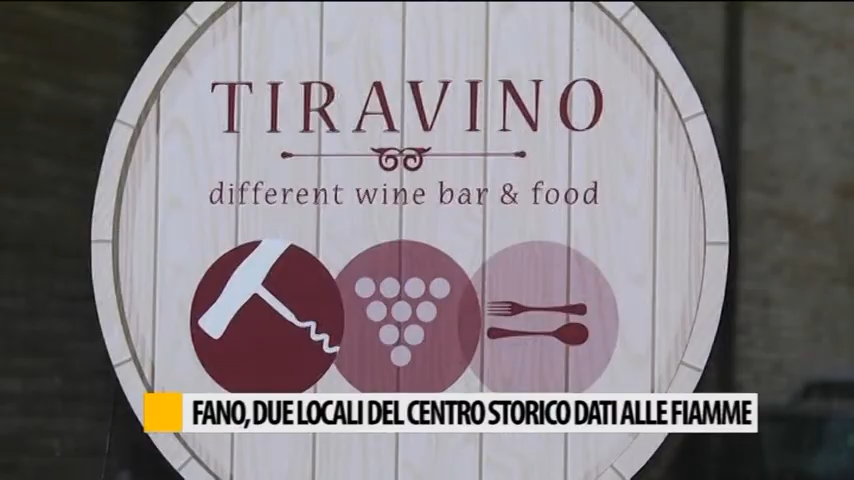 TIRAVINO
different wine bar & food
FANO, DUE LOCALI DEL CENTRO STORICO DATI ALLE FIAMME